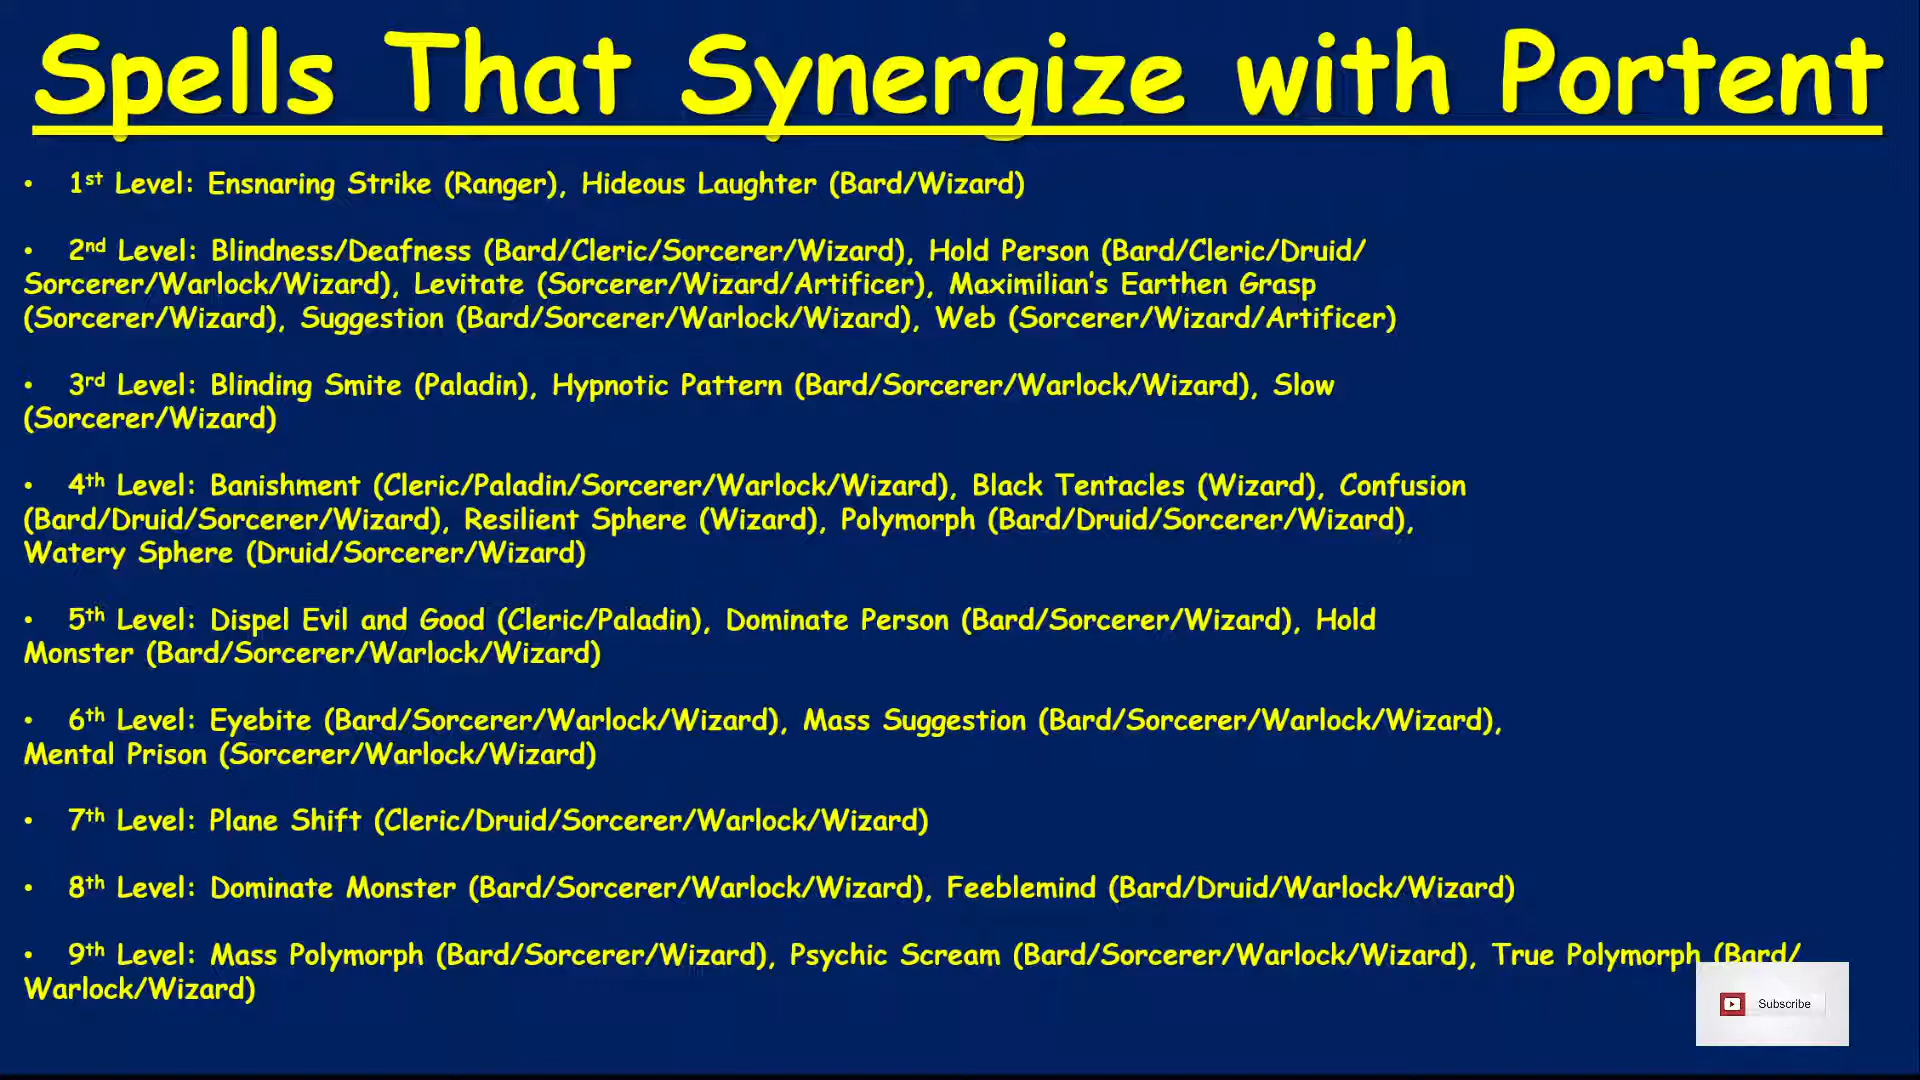 Spells That Synergize with Portent
• 1st Level: Ensnaring Strike (Ranger), Hideous Laughter (Bard/Wizard)
• 2nd Level: Blindness/Deafness (Bard/Cleric/Sorcerer/Wizard), Hold Person (Bard/Cleric/Druid/
Sorcerer/Warlock/Wizard), Levitate (Sorcerer/Wizard/Artificer), Maximilian's Earthen Grasp
(Sorcerer/Wizard), Suggestion (Bard/Sorcerer/Warlock/Wizard), Web (Sorcerer/Wizard/Artificer)
• 3rd Level: Blinding Smite (Paladin), Hypnotic Pattern (Bard/Sorcerer/Warlock/Wizard), Slow
(Sorcerer/Wizard)
• 4th Level: Banishment (Cleric/Paladin/Sorcerer/Warlock/Wizard), Black Tentacles (Wizard), Confusion
(Bard/Druid/Sorcerer/Wizard), Resilient Sphere (Wizard), Polymorph (Bard/Druid/Sorcerer/Wizard),
Watery Sphere (Druid/Sorcerer/Wizard)
• 5th Level: Dispel Evil and Good (Cleric/Paladin), Dominate Person (Bard/Sorcerer/Wizard), Hold
Monster (Bard/Sorcerer/Warlock/Wizard)
• 6th Level: Eyebite (Bard/Sorcerer/Warlock/Wizard), Mass Suggestion (Bard/Sorcerer/Warlock/Wizard),
Mental Prison (Sorcerer/Warlock/Wizard)
• 7th Level: Plane Shift (Cleric/Druid/Sorcerer/Warlock/Wizard)
• 8th Level: Dominate Monster (Bard/Sorcerer/Warlock/Wizard), Feeblemind (Bard/Druid/Warlock/Wizard)
• 9th Level: Mass Polymorph (Bard/Sorcerer/Wizard), Psychic Scream (Bard/Sorcerer/Warlock/Wizard), True Polymorph (Bard/
Warlock/Wizard)
Subscribe